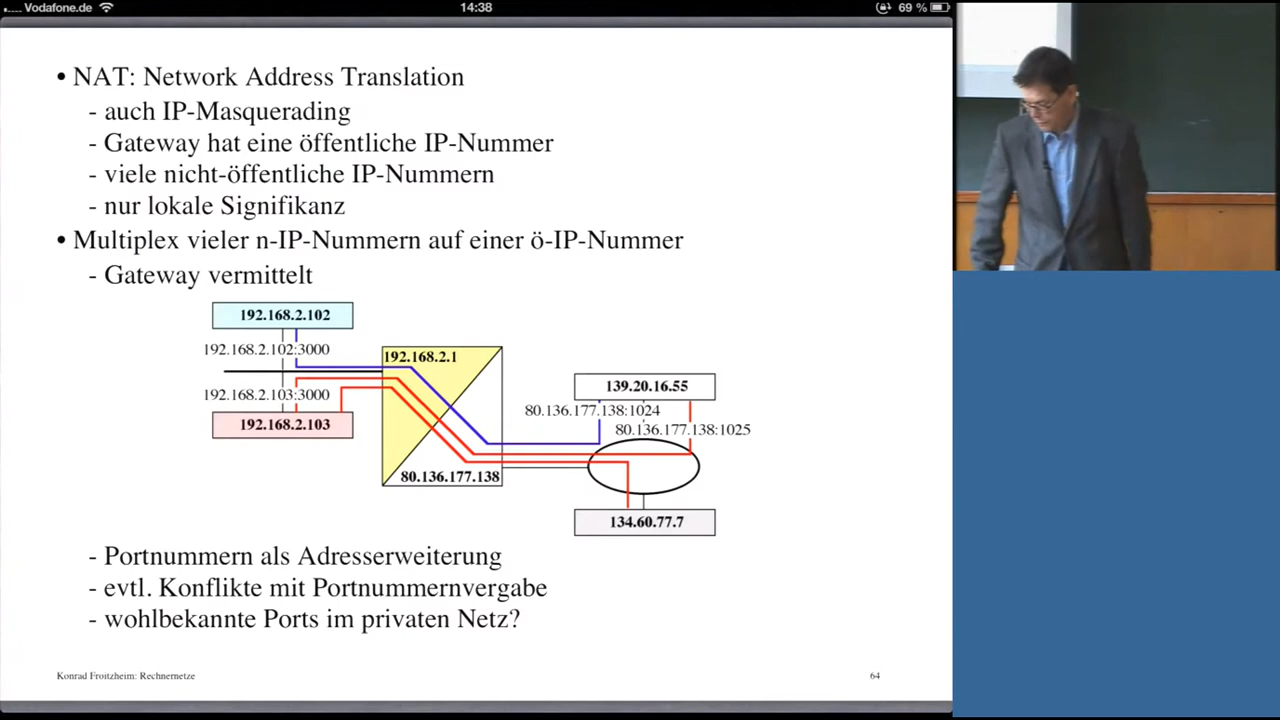 Vodafone.de
14:38
69 %
• NAT: Network Address Translation
- auch IP-Masquerading
- Gateway hat eine öffentliche IP-Nummer
- viele nicht-öffentliche IP-Nummern
- nur lokale Signifikanz
• Multiplex vieler n-IP-Nummern auf einer ö-IP-Nummer
- Gateway vermittelt
192.168.2.102
192.168.2.102:3000
192.168.2.1
192.168.2.103:3000
192.168.2.103
139.20.16.55
80.136.177.138:1024
80.136.177.138:1025
80.136.177.138
134.60.77.7
- Portnummern als Adresserweiterung
- evtl. Konflikte mit Portnummernvergabe
- wohlbekannte Ports im privaten Netz?
Konrad Froitzheim: Rechnernetze
64